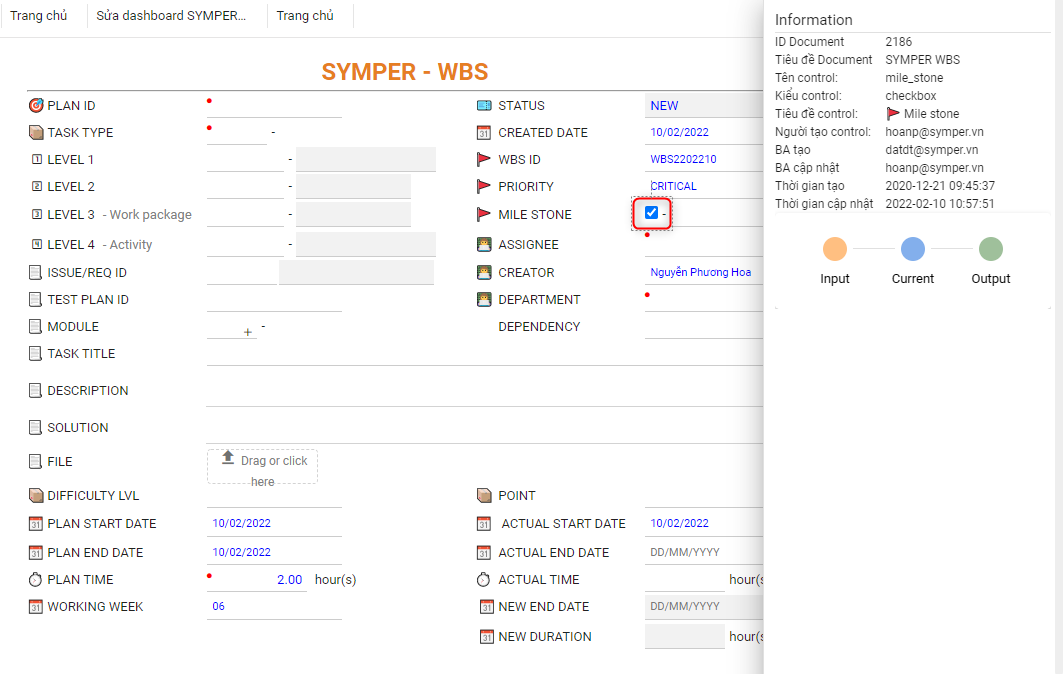 Trang chủ
Sửa dashboard SYMPER...
Trang chủ
SYMPER - WBS
PLAN ID
TASK TYPE -
LEVEL 1 -
LEVEL 2 -
LEVEL 3 - Work package -
LEVEL 4 - Activity -
ISSUE/REQ ID
TEST PLAN ID
MODULE + -
TASK TITLE
DESCRIPTION
SOLUTION
FILE Drag or click
here
DIFFICULTY LVL
PLAN START DATE 10/02/2022
PLAN END DATE 10/02/2022
PLAN TIME 2.00 hour(s)
WORKING WEEK 06
STATUS NEW
CREATED DATE 10/02/2022
WBS ID WBS2202210
PRIORITY CRITICAL
MILE STONE -
ASSIGNEE
CREATOR Nguyễn Phương Hoa
DEPARTMENT
DEPENDENCY
POINT
ACTUAL START DATE 10/02/2022
ACTUAL END DATE DD/MM/YYYY
ACTUAL TIME hour(s
NEW END DATE DD/MM/YYYY
NEW DURATION hour(s
Information
ID Document 2186
Tiêu đề Document SYMPER WBS
Tên control: mile_stone
Kiểu control: checkbox
Tiêu đề control: Mile stone
Người tạo control: hoanp@symper.vn
BA tạo datdt@symper.vn
BA cập nhật hoanp@symper.vn
Thời gian tạo 2020-12-21 09:45:37
Thời gian cập nhật 2022-02-10 10:57:51
Input Current Output